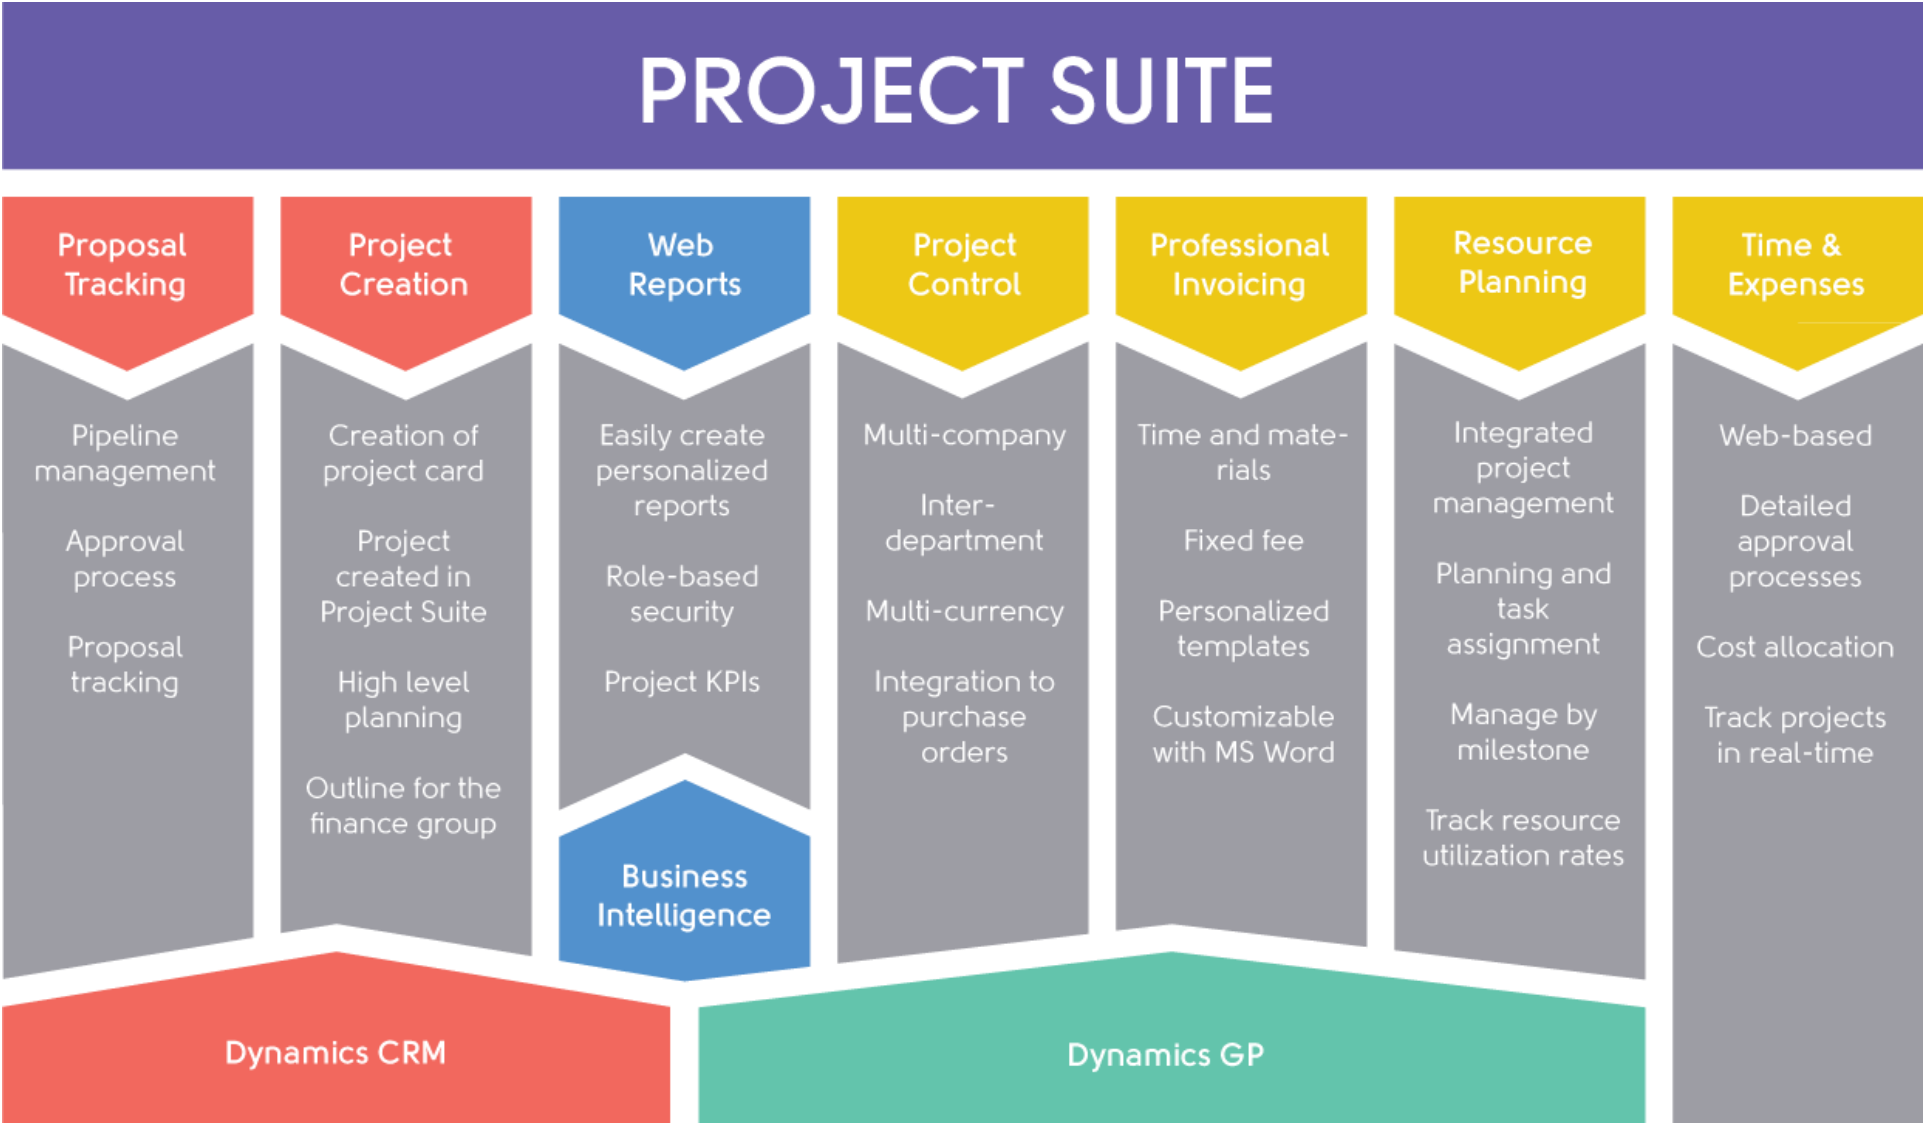 PROJECT SUITE
Proposal
Tracking
Pipeline
management
Approval
process
Proposal
tracking
Project
Creation
Creation of
project card
Project
created in
Project Suite
High level
planning
Outline for the
finance group
Web
Reports
Easily create
personalized
reports
Role-based
security
Project KPIs
Business
Intelligence
Project
Control
Multi-company
Inter-
department
Multi-currency
Integration to
purchase
orders
Professional
Invoicing
Time and mate-
rials
Fixed fee
Personalized
templates
Customizable
with MS Word
Resource
Planning
Integrated
project
management
Planning and
task
assignment
Manage by
milestone
Track resource
utilization rates
Time &
Expenses
Web-based
Detailed
approval
processes
Cost allocation
Track projects
in real-time
Dynamics CRM
Dynamics GP